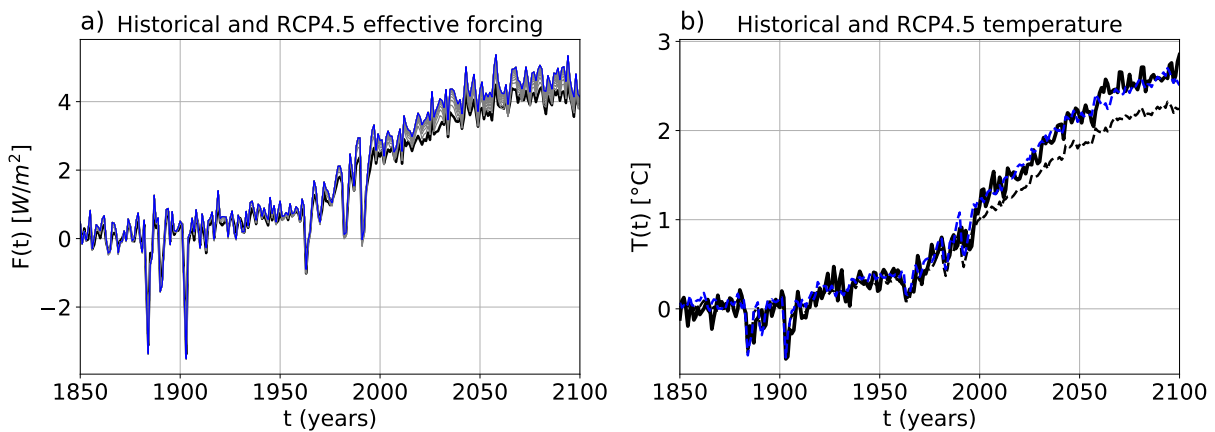 a) Historical and RCP4.5 effective forcing
F(t) [W/m²]
4
2
0
−2
1850 1900 1950 2000 2050 2100
t (years)
b) Historical and RCP4.5 temperature
T(t) [°C]
3
2
1
0
1850 1900 1950 2000 2050 2100
t (years)